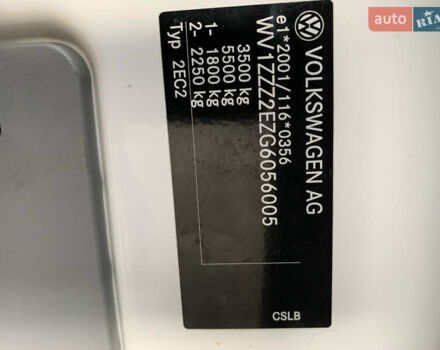 VOLKSWAGEN AG
e1*2001/116*0356
WV1ZZZ2EZG6056005
3500 kg
5500 kg
1- 1800 kg
2- 2250 kg
Typ 2EC2
CSLB
AUTO
RIA